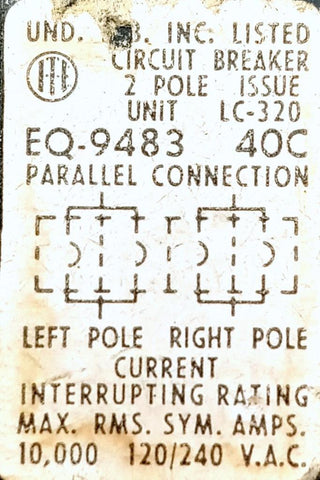 UND. INC. LISTED
ITE CIRCUIT BREAKER
2 POLE ISSUE
UNIT LC-320
EQ-9483 40C
PARALLEL CONNECTION
LEFT POLE RIGHT POLE
CURRENT
INTERRUPTING RATING
MAX. RMS. SYM. AMPS.
10,000 120/240 V.A.C.